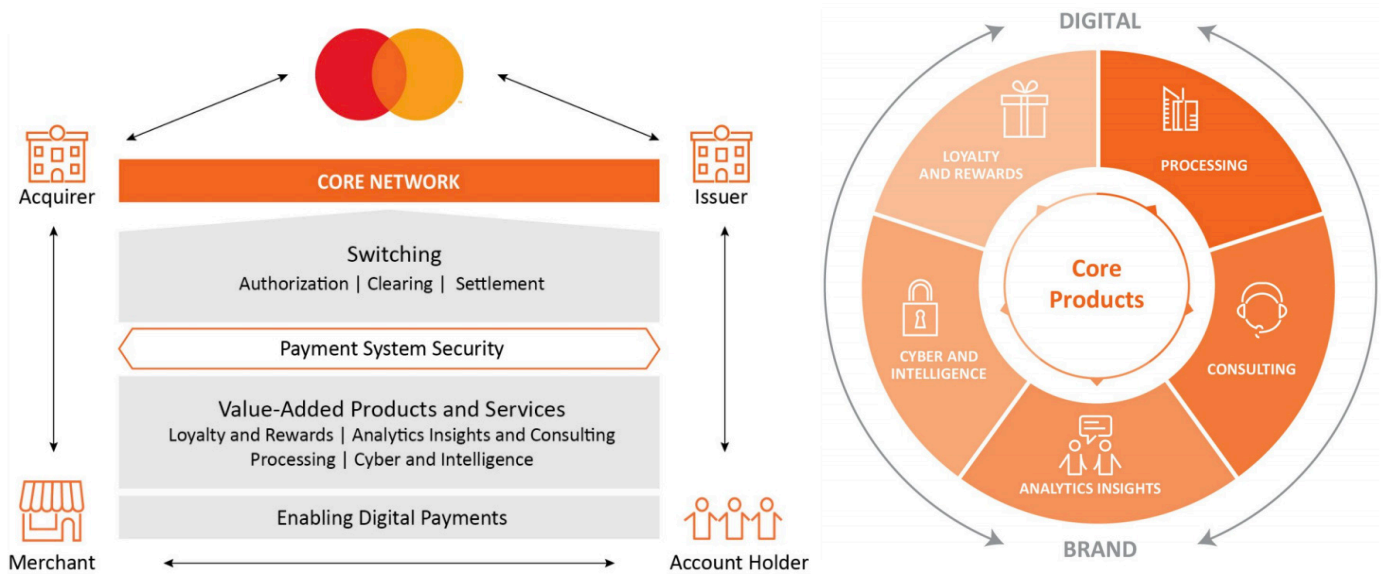 Acquirer
Issuer
CORE NETWORK
Switching
Authorization | Clearing | Settlement
Payment System Security
Value-Added Products and Services
Loyalty and Rewards | Analytics Insights and Consulting
Processing | Cyber and Intelligence
Enabling Digital Payments
Merchant
Account Holder
DIGITAL
LOYALTY
AND REWARDS
PROCESSING
Core
Products
CYBER AND
INTELLIGENCE
CONSULTING
ANALYTICS INSIGHTS
BRAND